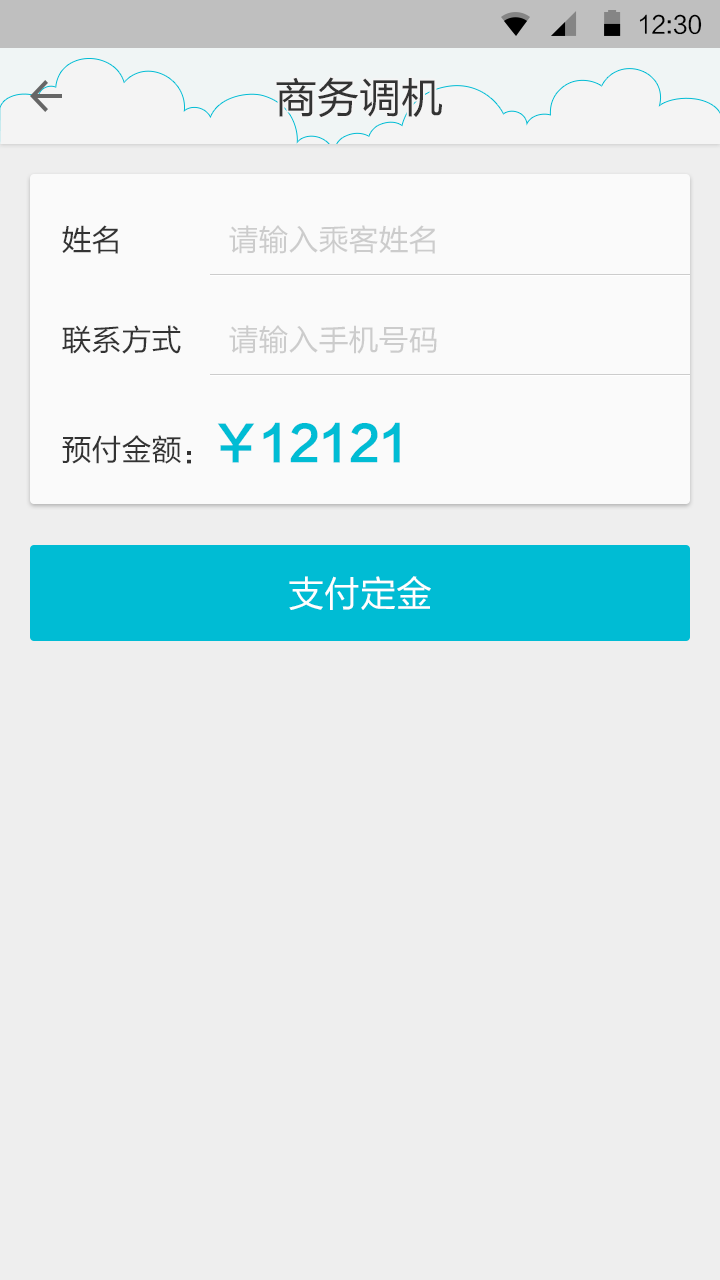 12:30
商务调机
姓名 请输入乘客姓名
联系方式 请输入手机号码
预付金额： ￥12121
支付定金